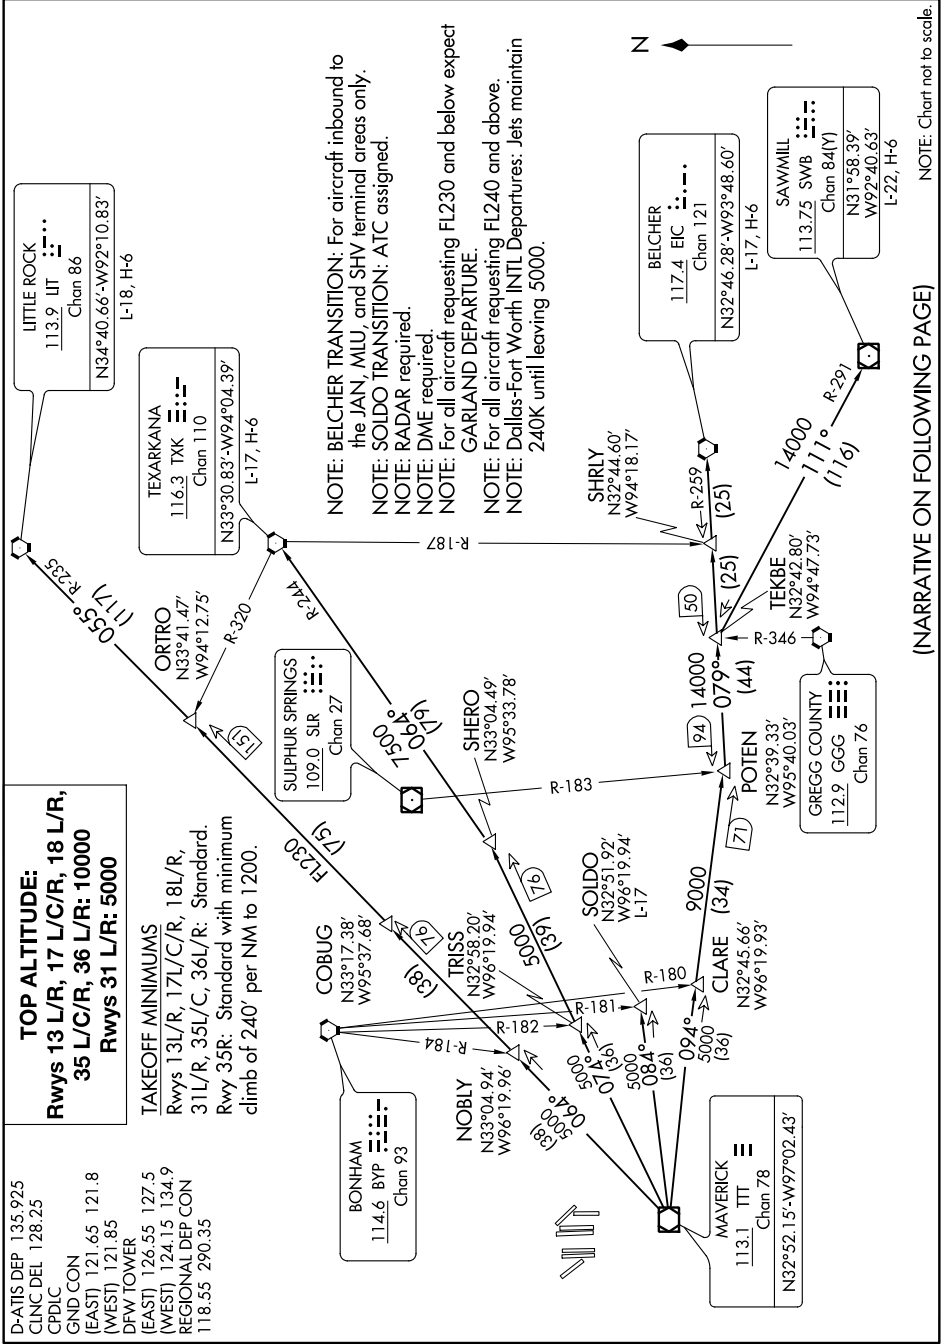 D-ATIS DEP 135.925
CLNC DEL 128.25
CPDLC
GND CON
(EAST) 121.65 121.8
(WEST) 121.85
DFW TOWER
(EAST) 126.55 127.5
(WEST) 124.15 134.9
REGIONAL DEP CON
118.55 290.35
TOP ALTITUDE:
Rwys 13 L/R, 17 L/C/R, 18 L/R,
35 L/C/R, 36 L/R: 10000
Rwys 31 L/R: 5000
TAKEOFF MINIMUMS
Rwys 13L/R, 17L/C/R, 18L/R,
31L/R, 35L/C, 36L/R: Standard.
Rwy 35R: Standard with minimum
climb of 240' per NM to 1200.
LITTLE ROCK
113.9 LIT
Chan 86
N34°40.66'-W92°10.83'
L-18, H-6
TEXARKANA
116.3 TXK
Chan 110
N33°30.83'-W94°04.39'
L-17, H-6
NOTE: BELCHER TRANSITION: For aircraft inbound to
the JAN, MLU, and SHV terminal areas only.
NOTE: SOLDO TRANSITION: ATC assigned.
NOTE: RADAR required.
NOTE: DME required.
NOTE: For all aircraft requesting FL230 and below expect
GARLAND DEPARTURE.
NOTE: For all aircraft requesting FL240 and above.
NOTE: Dallas-Fort Worth INTL Departures: Jets maintain
240K until leaving 5000.
N
R-235
055°
(117)
ORTRO
N33°41.47'
W94°12.75'
R-320
(151)
FL230
(75)
COBUG
N33°17.38'
W95°37.68'
(76)
(38)
BONHAM
114.6 BYP
Chan 93
R-184
R-182
R-181
R-180
NOBLY
N33°04.94'
W96°19.96'
5000
064°
(38)
SULPHUR SPRINGS
109.0 SLR
Chan 27
R-244
7500
064°
(79)
SHERO
N33°04.49'
W95°33.78'
76
5000
(39)
TRISS
N32°58.20'
W96°19.94'
5000
074°
(36)
SOLDO
N32°51.92'
W96°19.94'
L-17
5000
084°
(36)
R-183
R-187
CLARE
N32°45.66'
W96°19.93'
094°
5000
(36)
9000
(34)
71
POTEN
N32°39.33'
W95°40.03'
94
14000
079°
(44)
GREGG COUNTY
112.9 GGG
Chan 76
R-346
TEKBE
N32°42.80'
W94°47.73'
50
(25)
SHRLY
N32°44.60'
W94°18.17'
R-259
(25)
BELCHER
117.4 EIC
Chan 121
N32°46.28'-W93°48.60'
L-17, H-6
14000
111°
(116)
R-291
SAWMILL
113.75 SWB
Chan 84(Y)
N31°58.39'
W92°40.63'
L-22, H-6
MAVERICK
113.1 TTT
Chan 78
N32°52.15'-W97°02.43'
(NARRATIVE ON FOLLOWING PAGE)
NOTE: Chart not to scale.